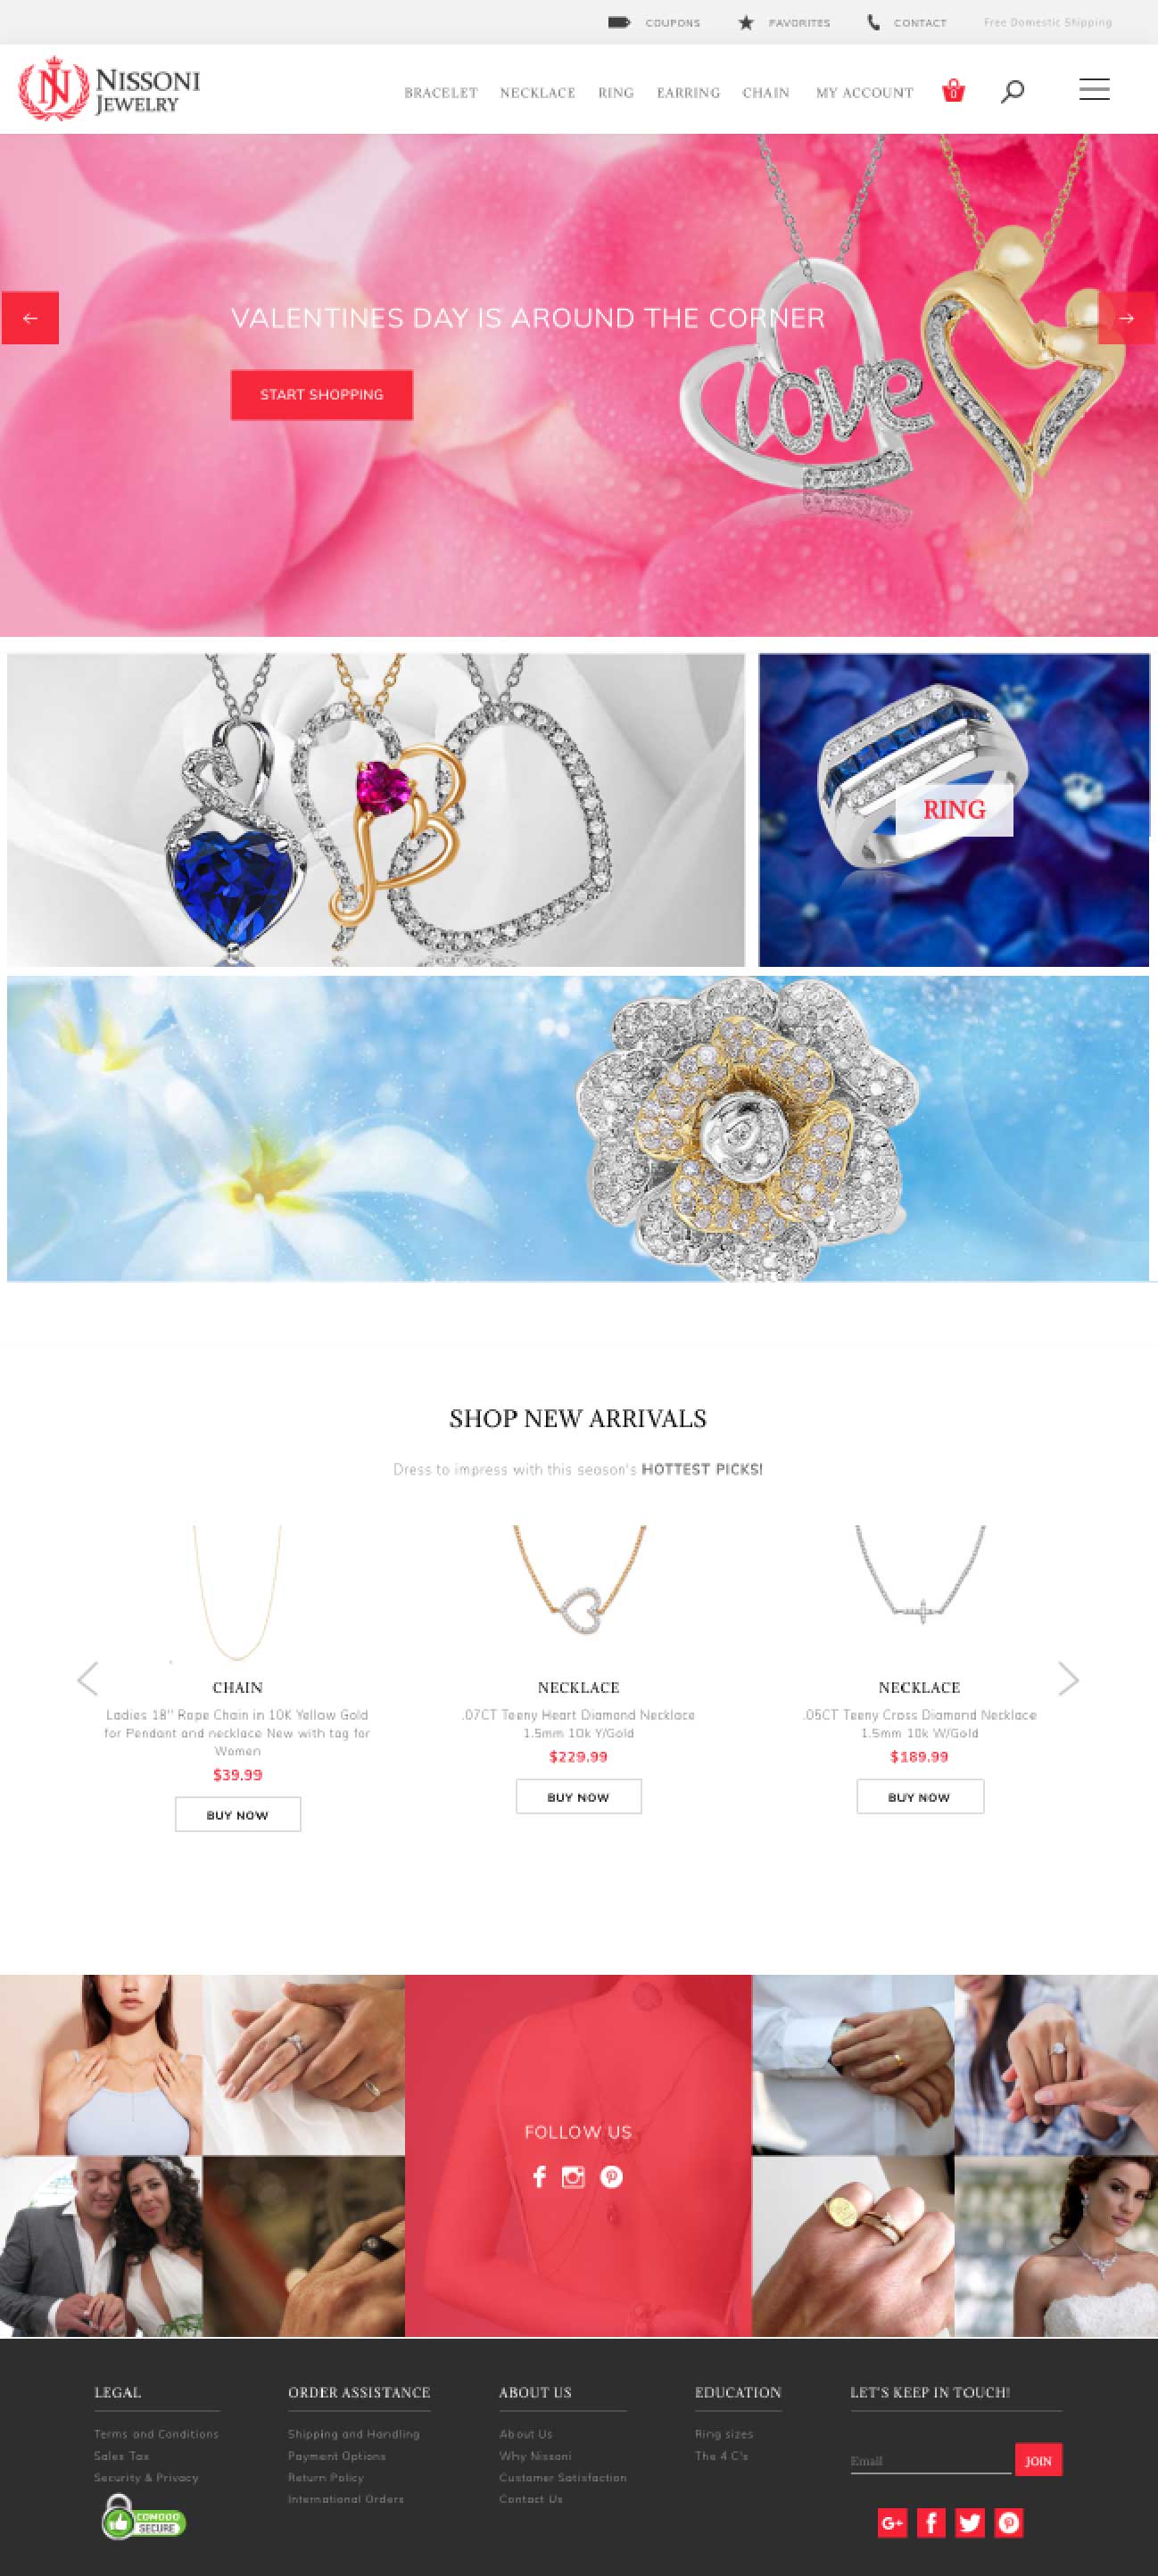 COUPONS
FAVORITES
CONTACT
Free Domestic Shipping
NISSONI
JEWELRY
BRACELET
NECKLACE
RING
EARRING
CHAIN
MY ACCOUNT
0
VALENTINES DAY IS AROUND THE CORNER
Love
START SHOPPING
RING
SHOP NEW ARRIVALS
Dress to impress with this season's HOTTEST PICKS!
CHAIN
Ladies 18" Rope Chain in 10K Yellow Gold
for Pendant and necklace New with tag for
Women
$39.99
BUY NOW
NECKLACE
.07CT Teeny Heart Diamond Necklace
1.5mm 10k Y/Gold
$229.99
BUY NOW
NECKLACE
.05CT Teeny Cross Diamond Necklace
1.5mm 10k W/Gold
$189.99
BUY NOW
FOLLOW US
LEGAL
Terms and Conditions
Sales Tax
Security & Privacy
COMODO
SECURE
ORDER ASSISTANCE
Shipping and Handling
Payment Options
Return Policy
International Orders
ABOUT US
About Us
Why Nissoni
Customer Satisfaction
Contact Us
EDUCATION
Ring sizes
The 4 C's
LET'S KEEP IN TOUCH!
Email
JOIN
G+